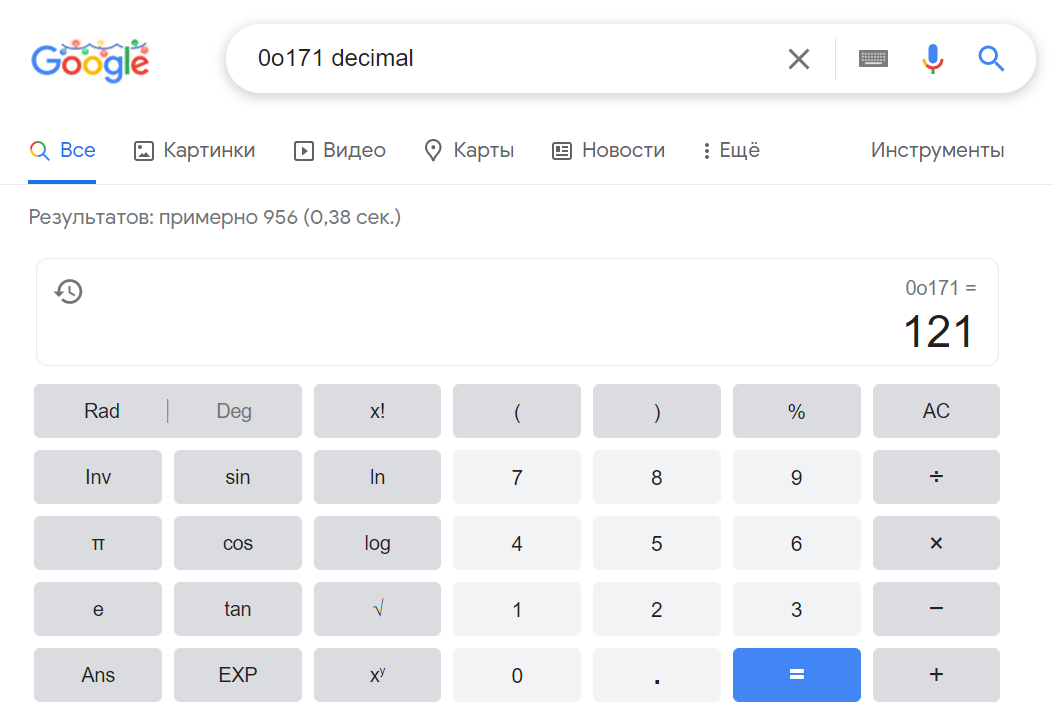 Google
0o171 decimal
Все Картинки Видео Карты Новости Ещё Инструменты
Результатов: примерно 956 (0,38 сек.)
0o171 =
121
Rad Deg x! ( ) % AC
Inv sin ln 7 8 9 ÷
π cos log 4 5 6 ×
e tan √ 1 2 3 −
Ans EXP xʸ 0 . = +